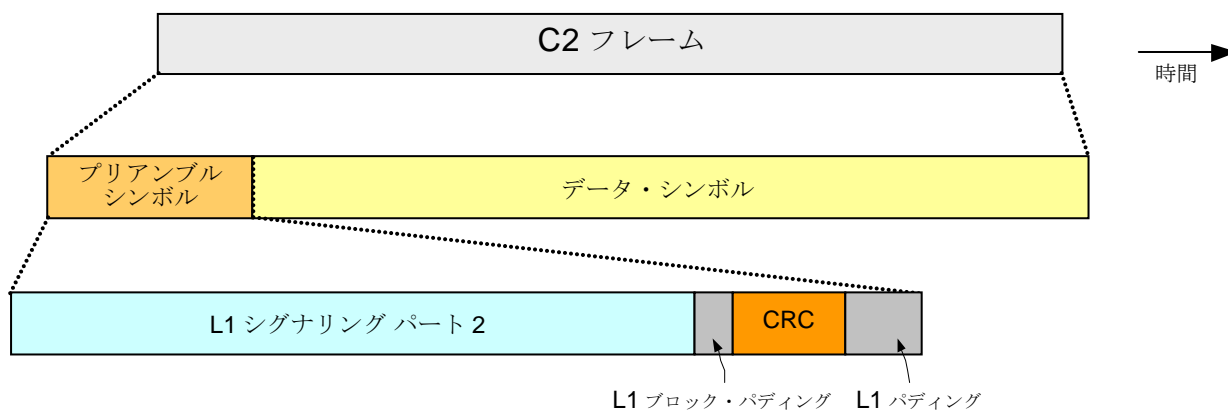 C2 フレーム
時間
プリアンブル
シンボル
データ・シンボル
L1 シグナリング パート 2
CRC
L1 ブロック・パディング
L1 パディング